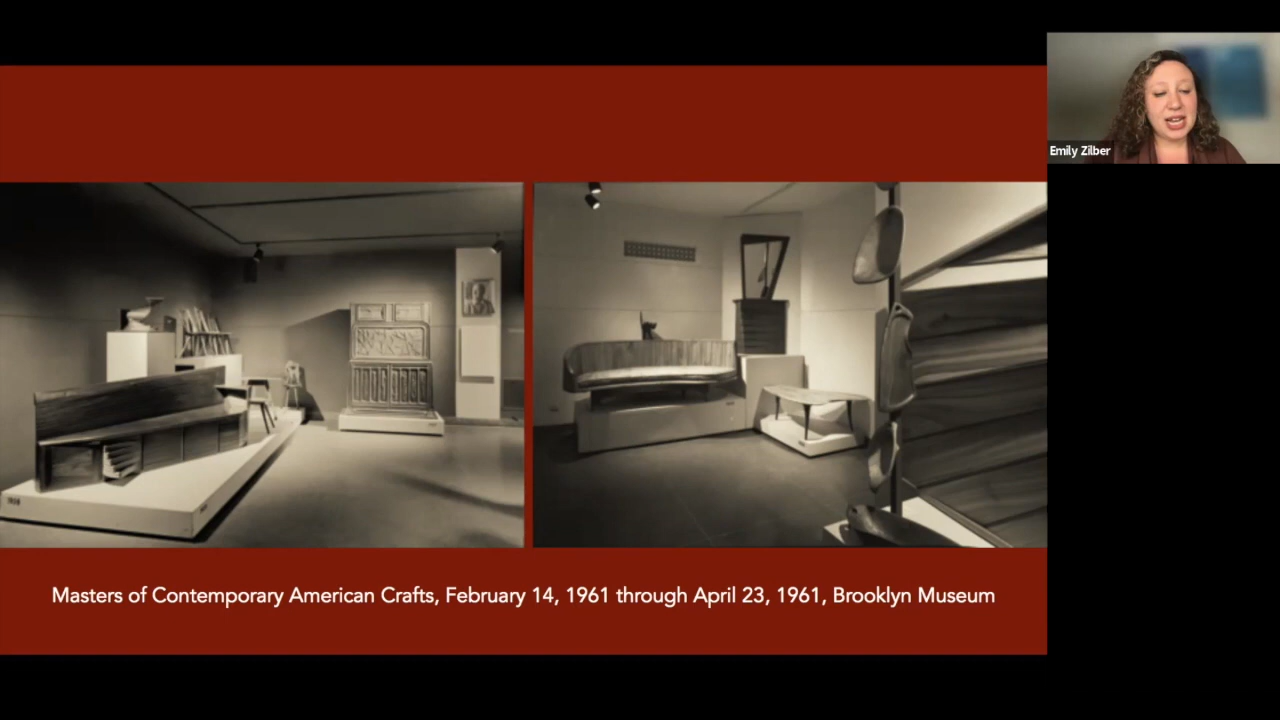 Emily Zilber
Masters of Contemporary American Crafts, February 14, 1961 through April 23, 1961, Brooklyn Museum